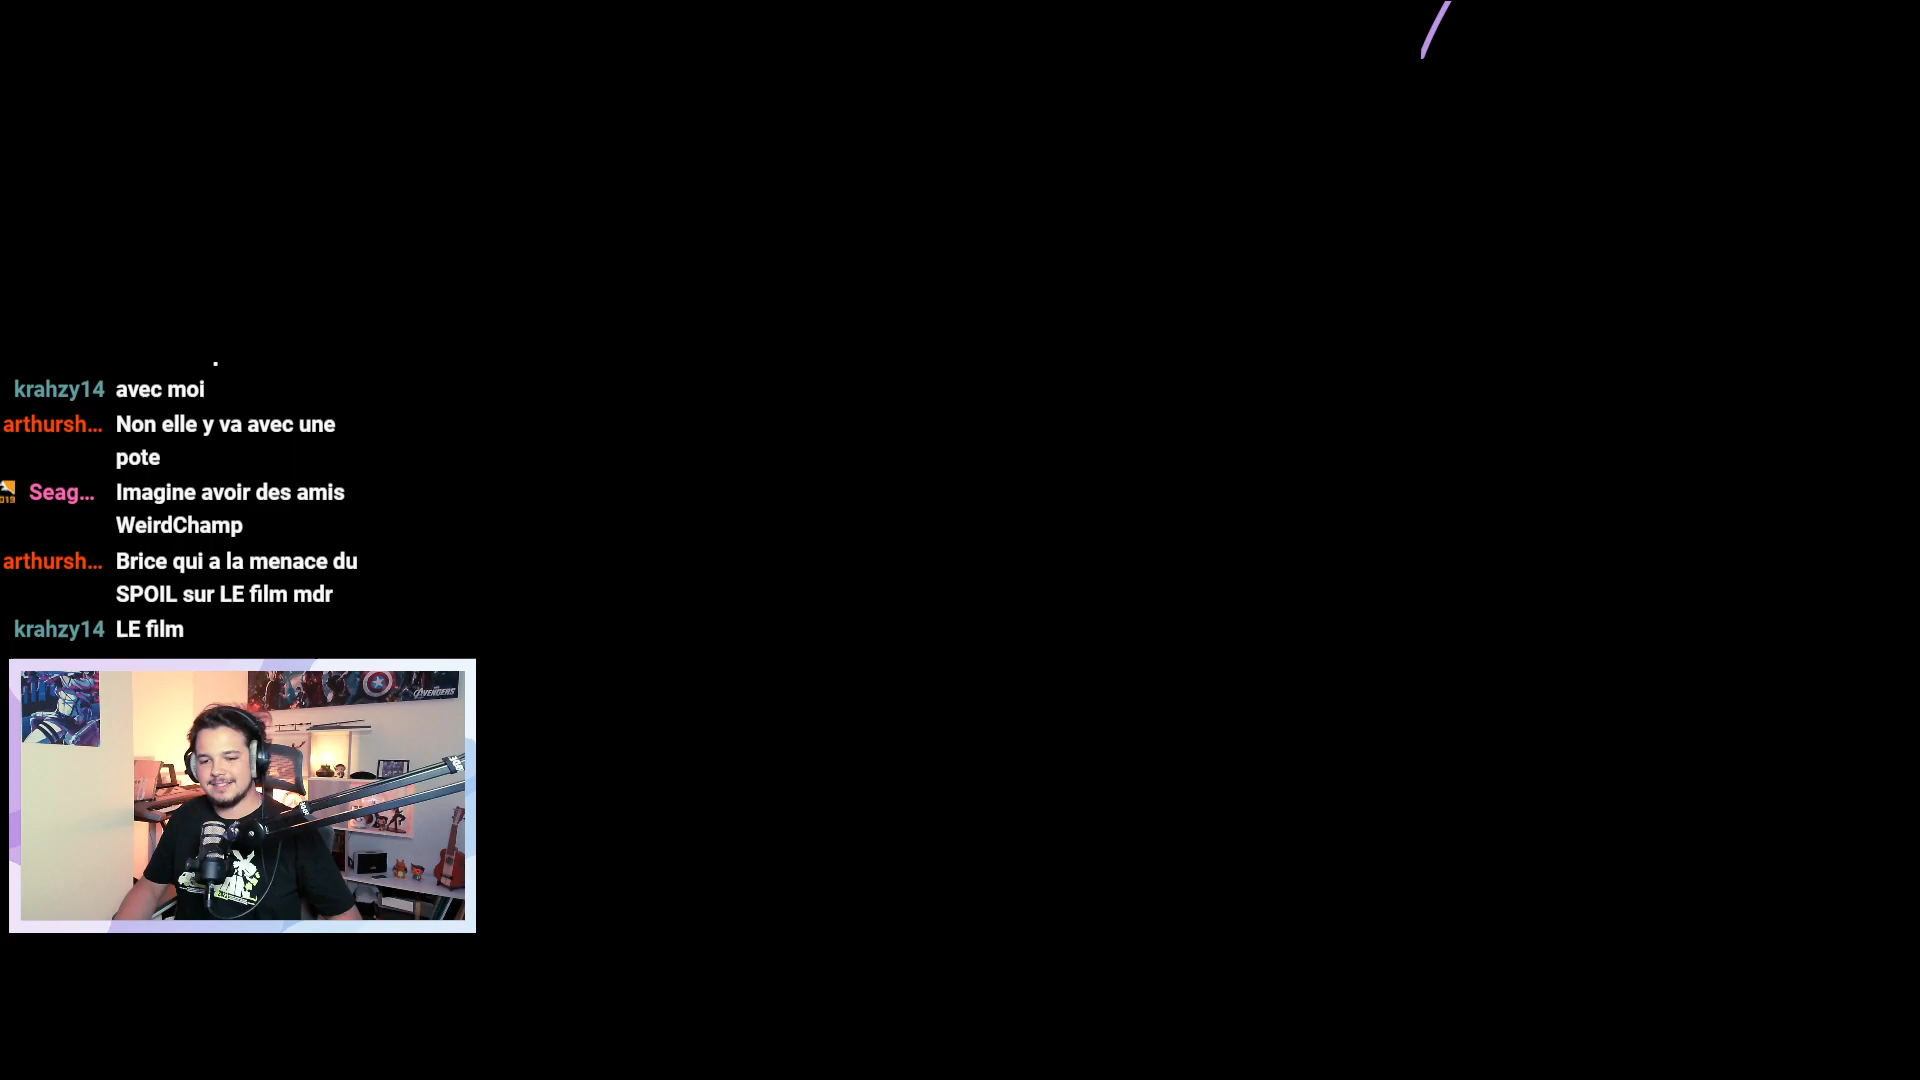 krahzy14 avec moi
arthursh... Non elle y va avec une
pote
Seag... Imagine avoir des amis
WeirdChamp
arthursh... Brice qui a la menace du
SPOIL sur LE film mdr
krahzy14 LE film
AVENGERS